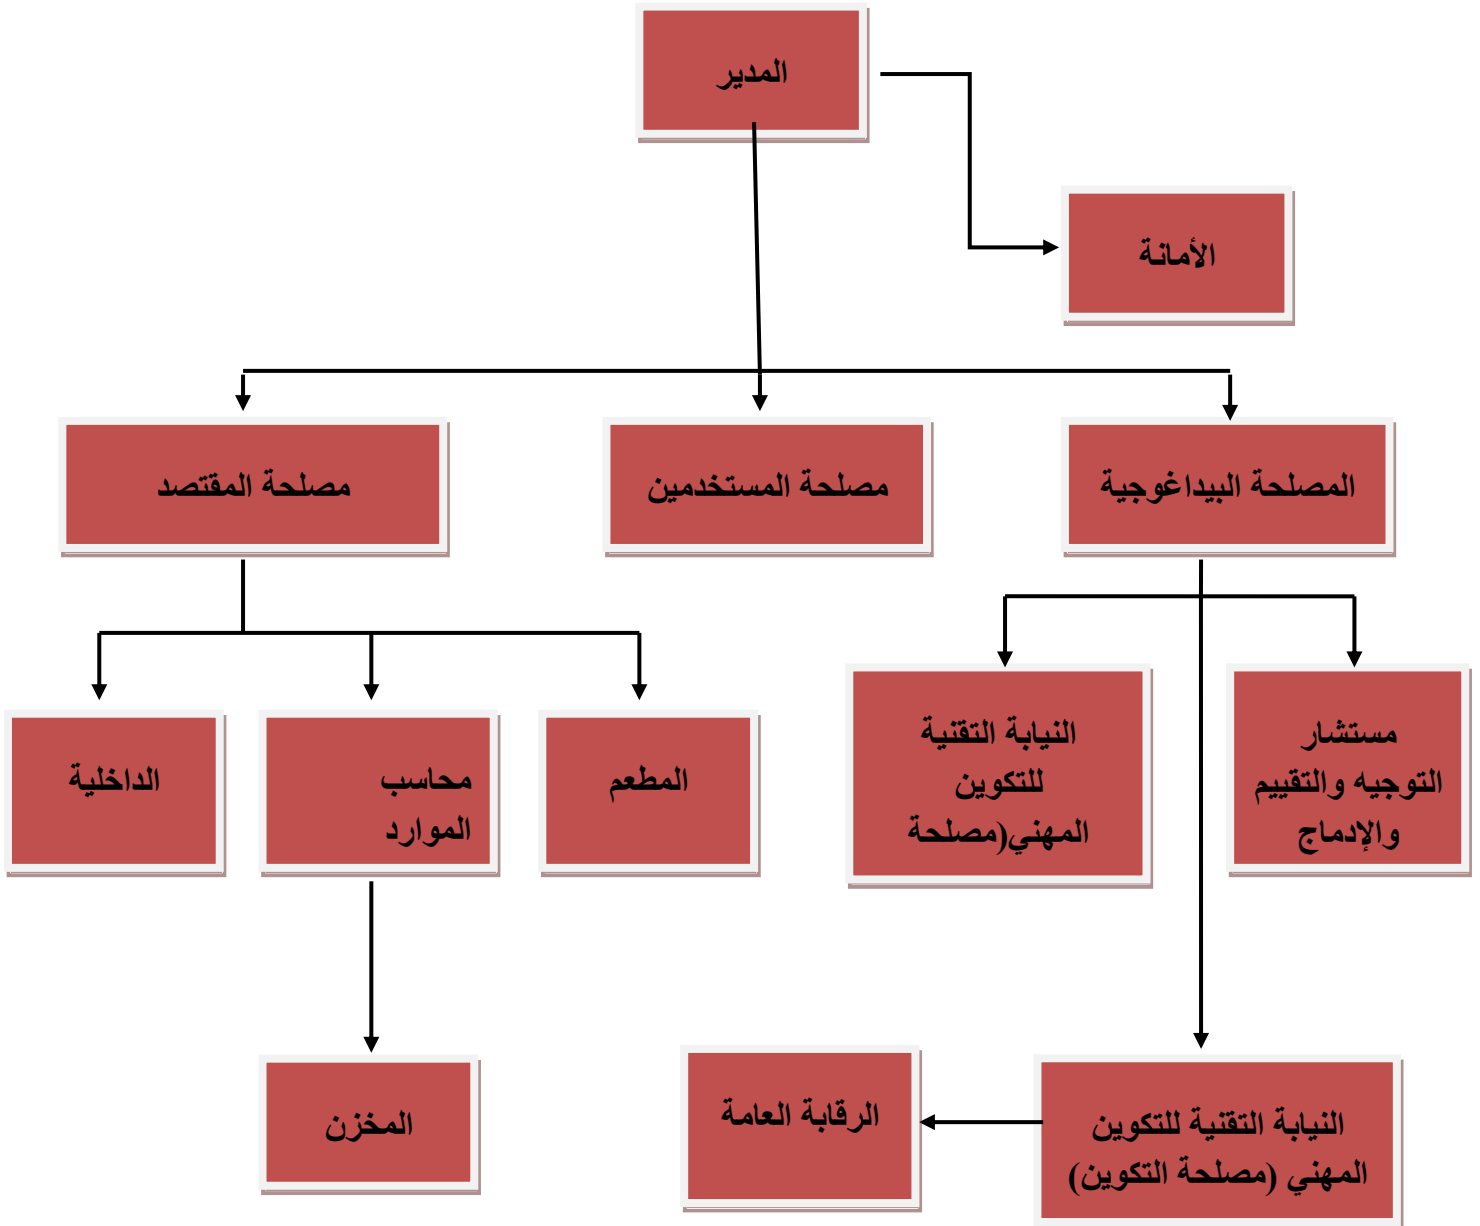 المدير
الأمانة
المصلحة البيداغوجية
مصلحة المستخدمين
مصلحة المقتصد
مستشار
التوجيه والتقييم
والإدماج
النيابة التقنية
للتكوين
المهني(مصلحة
المطعم
محاسب
الموارد
الداخلية
النيابة التقنية للتكوين
المهني (مصلحة التكوين)
الرقابة العامة
المخزن